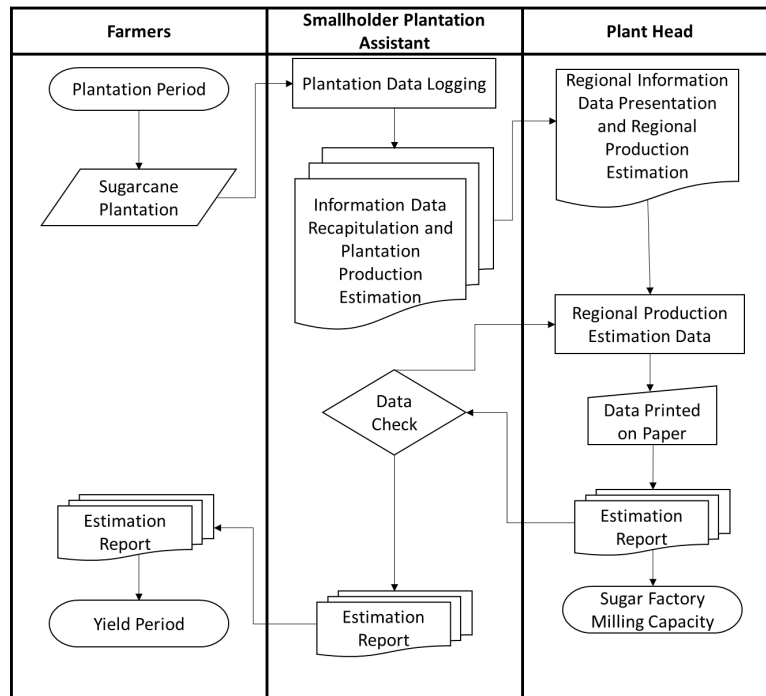 Farmers
Smallholder Plantation
Assistant
Plant Head
Plantation Period
Sugarcane
Plantation
Plantation Data Logging
Information Data
Recapitulation and
Plantation
Production
Estimation
Regional Information
Data Presentation
and Regional
Production
Estimation
Regional Production
Estimation Data
Data Printed
on Paper
Estimation
Report
Sugar Factory
Milling Capacity
Data
Check
Estimation
Report
Estimation
Report
Yield Period